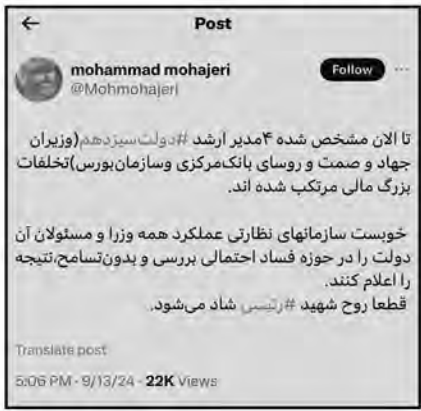 Post
mohammad mohajeri
Follow
@Mohmohajeri
تا الان مشخص شده ۴مدیر ارشد #دولت_سیزدهم(وزیران
جهاد و صمت و روسای بانک‌مرکزی وسازمان‌بورس)تخلفات
بزرگ مالی مرتکب شده اند.
خوبست سازمانهای نظارتی عملکرد همه وزرا و مسئولان آن
دولت را در حوزه فساد احتمالی بررسی و بدون‌تسامح،نتیجه
را اعلام کنند.
قطعا روح شهید #رئیسی شاد می‌شود.
Translate post
5:06 PM · 9/13/24 · 22K Views